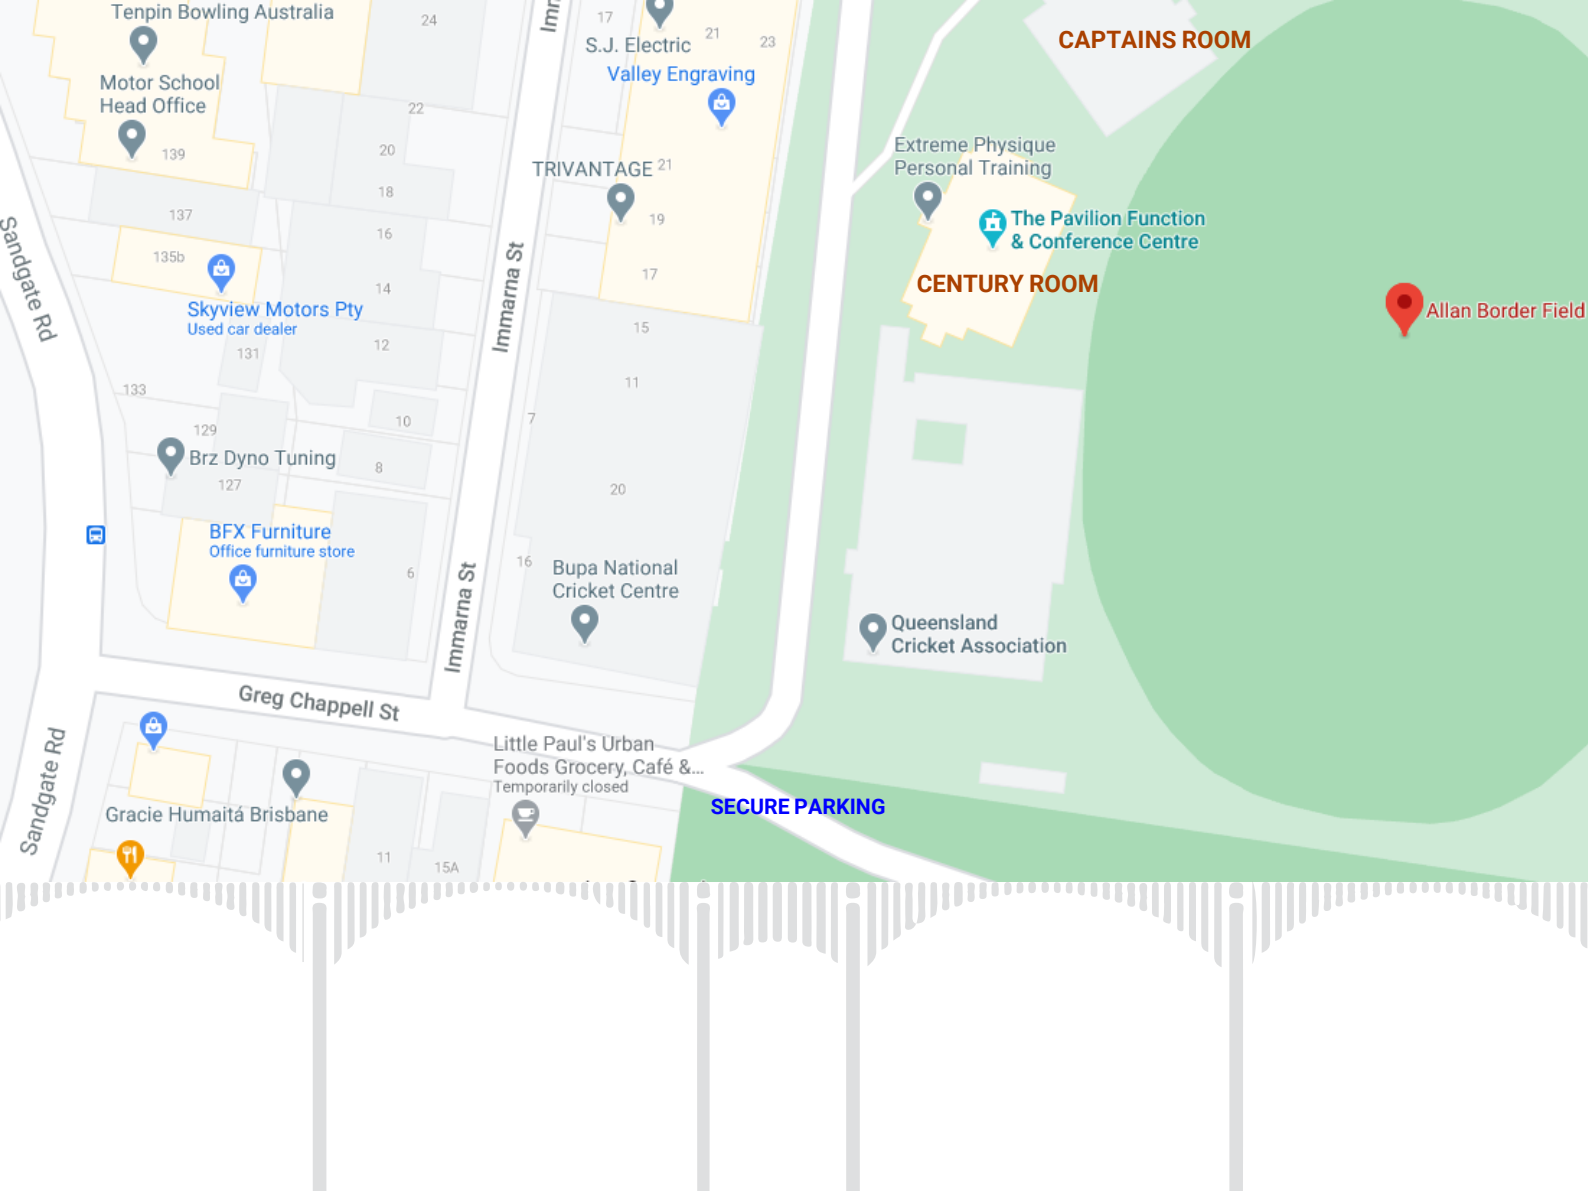 Tenpin Bowling Australia
24
17
S.J. Electric
21
23
CAPTAINS ROOM
Motor School
Head Office
Valley Engraving
22
139
20
TRIVANTAGE
21
Extreme Physique
Personal Training
18
137
16
19
The Pavilion Function
& Conference Centre
Sandgate Rd
135b
14
Immarna St
17
CENTURY ROOM
Skyview Motors Pty
Used car dealer
Allan Border Field
15
131
12
11
133
129
10
7
Brz Dyno Tuning
8
127
20
BFX Furniture
Office furniture store
6
16
Bupa National
Cricket Centre
Immarna St
Queensland
Cricket Association
Greg Chappell St
Sandgate Rd
Little Paul's Urban
Foods Grocery, Café &...
Temporarily closed
SECURE PARKING
Gracie Humaitá Brisbane
11
15A